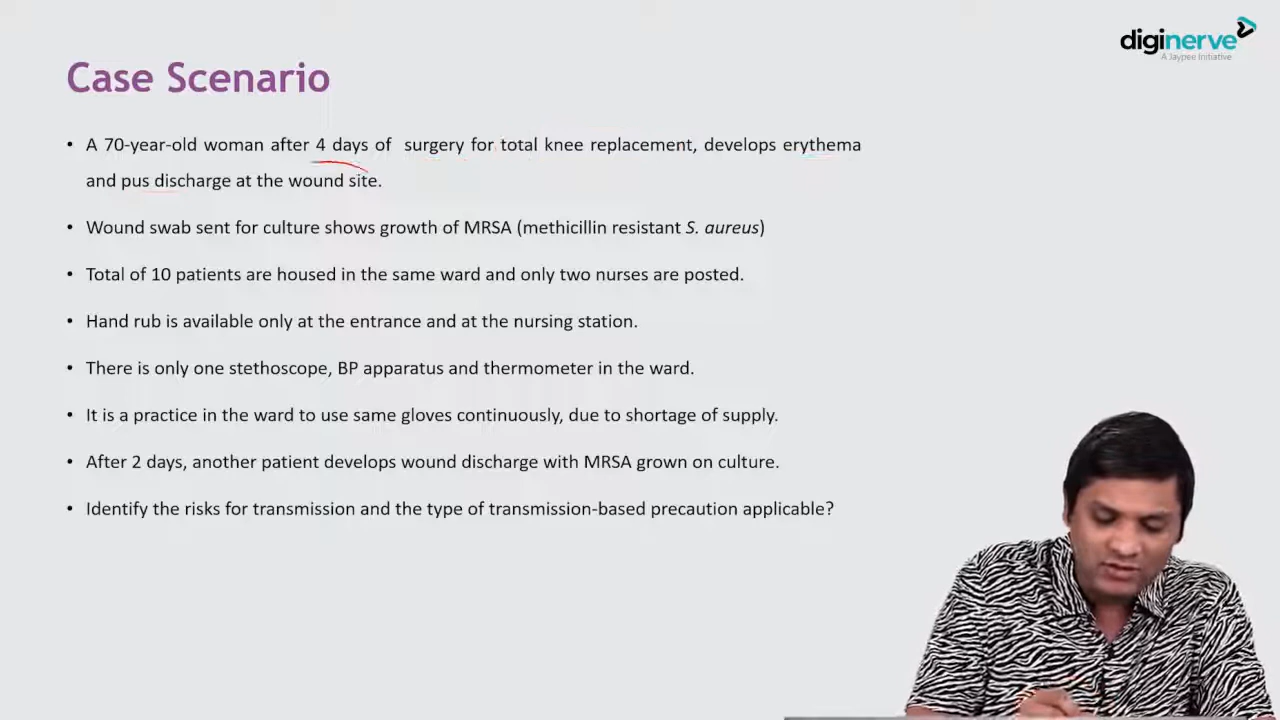 diginerve
A Jaypee Initiative
Case Scenario
• A 70-year-old woman after 4 days of surgery for total knee replacement, develops erythema
and pus discharge at the wound site.
• Wound swab sent for culture shows growth of MRSA (methicillin resistant S. aureus)
• Total of 10 patients are housed in the same ward and only two nurses are posted.
• Hand rub is available only at the entrance and at the nursing station.
• There is only one stethoscope, BP apparatus and thermometer in the ward.
• It is a practice in the ward to use same gloves continuously, due to shortage of supply.
• After 2 days, another patient develops wound discharge with MRSA grown on culture.
• Identify the risks for transmission and the type of transmission-based precaution applicable?